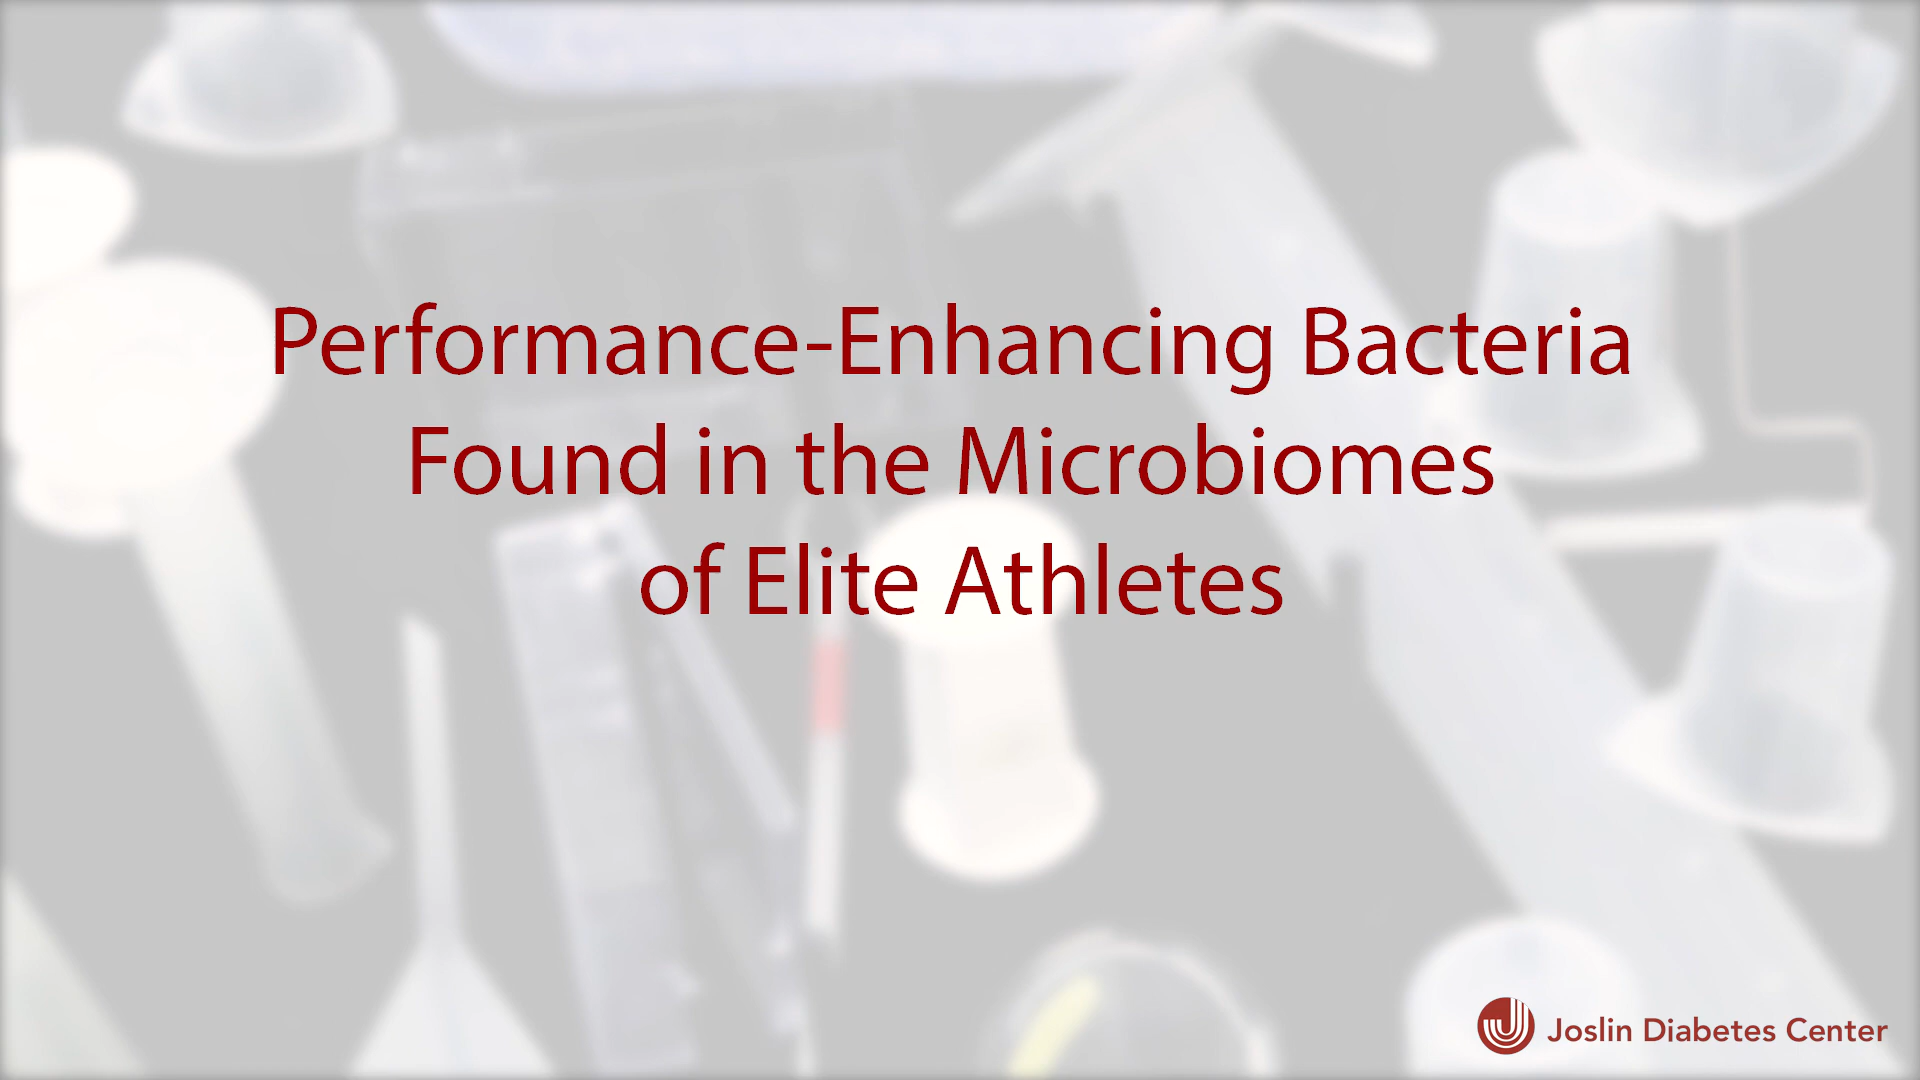 Performance-Enhancing Bacteria
Found in the Microbiomes
of Elite Athletes
Joslin Diabetes Center